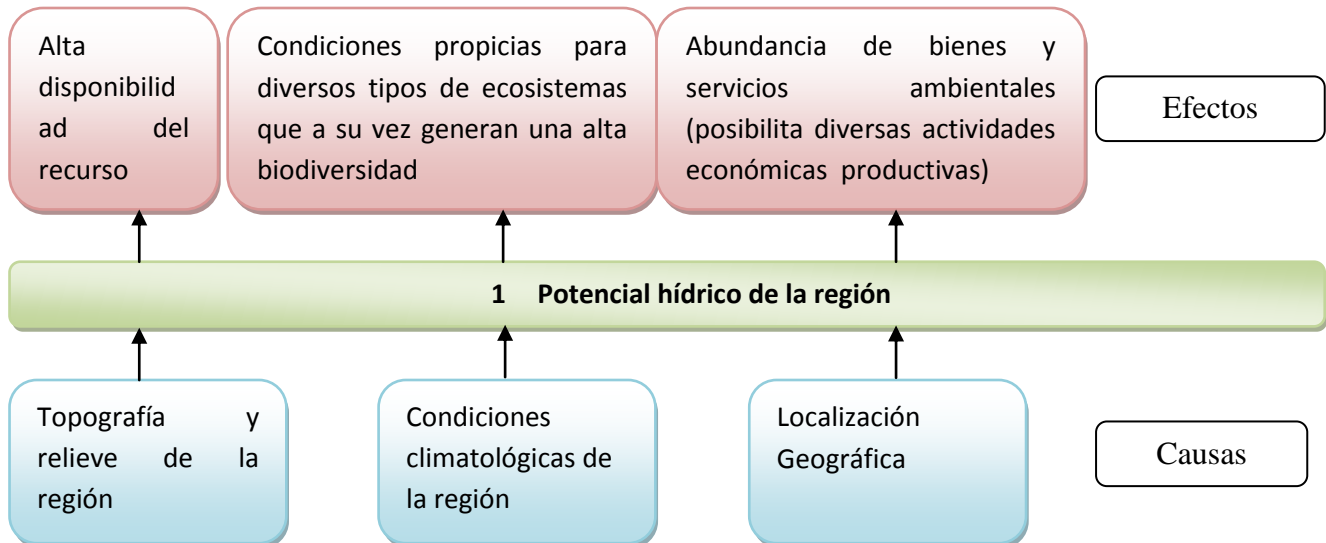 Alta
disponibilid
ad del
recurso
Condiciones propicias para
diversos tipos de ecosistemas
que a su vez generan una alta
biodiversidad
Abundancia de bienes y
servicios ambientales
(posibilita diversas actividades
económicas productivas)
Efectos
1 Potencial hídrico de la región
Topografía y
relieve de la
región
Condiciones
climatológicas de
la región
Localización
Geográfica
Causas